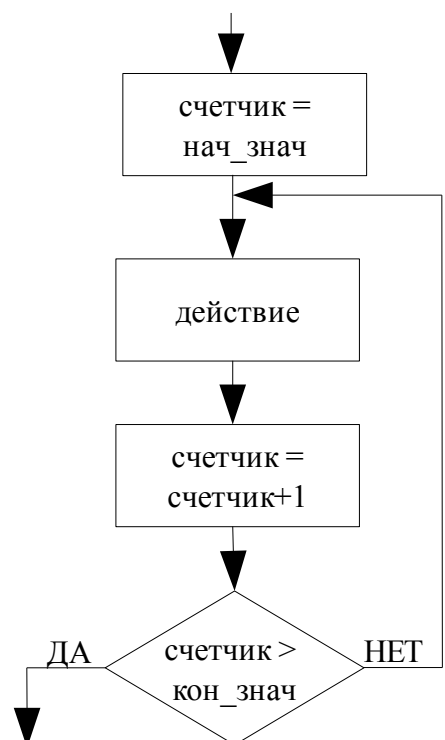 счетчик =
нач_знач
действие
счетчик =
счетчик+1
счетчик >
кон_знач
ДА
НЕТ